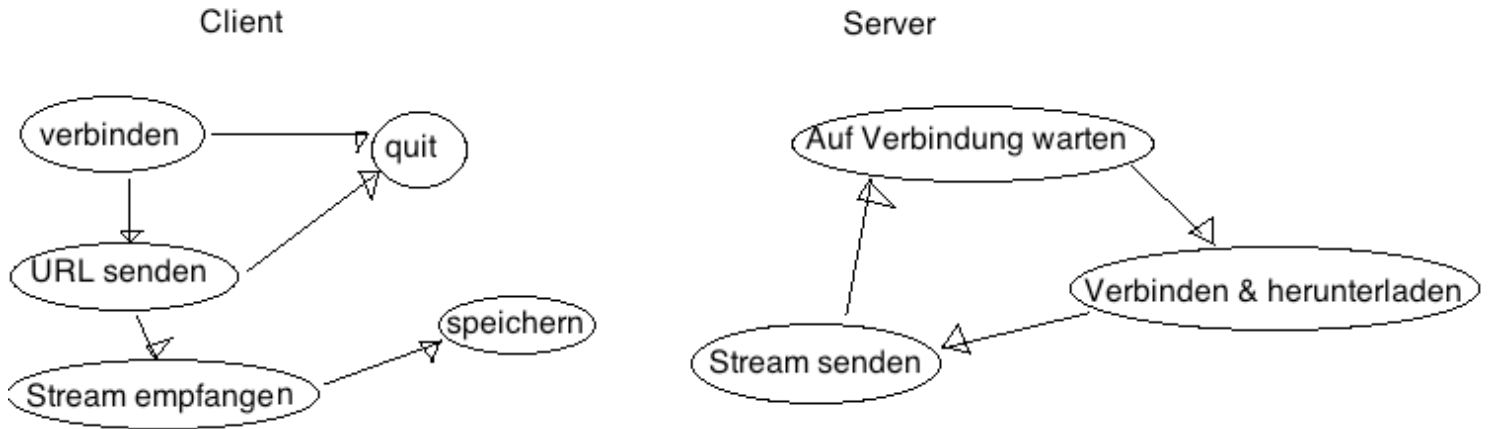 Client
verbinden
quit
URL senden
speichern
Stream empfangen
Server
Auf Verbindung warten
Verbinden & herunterladen
Stream senden